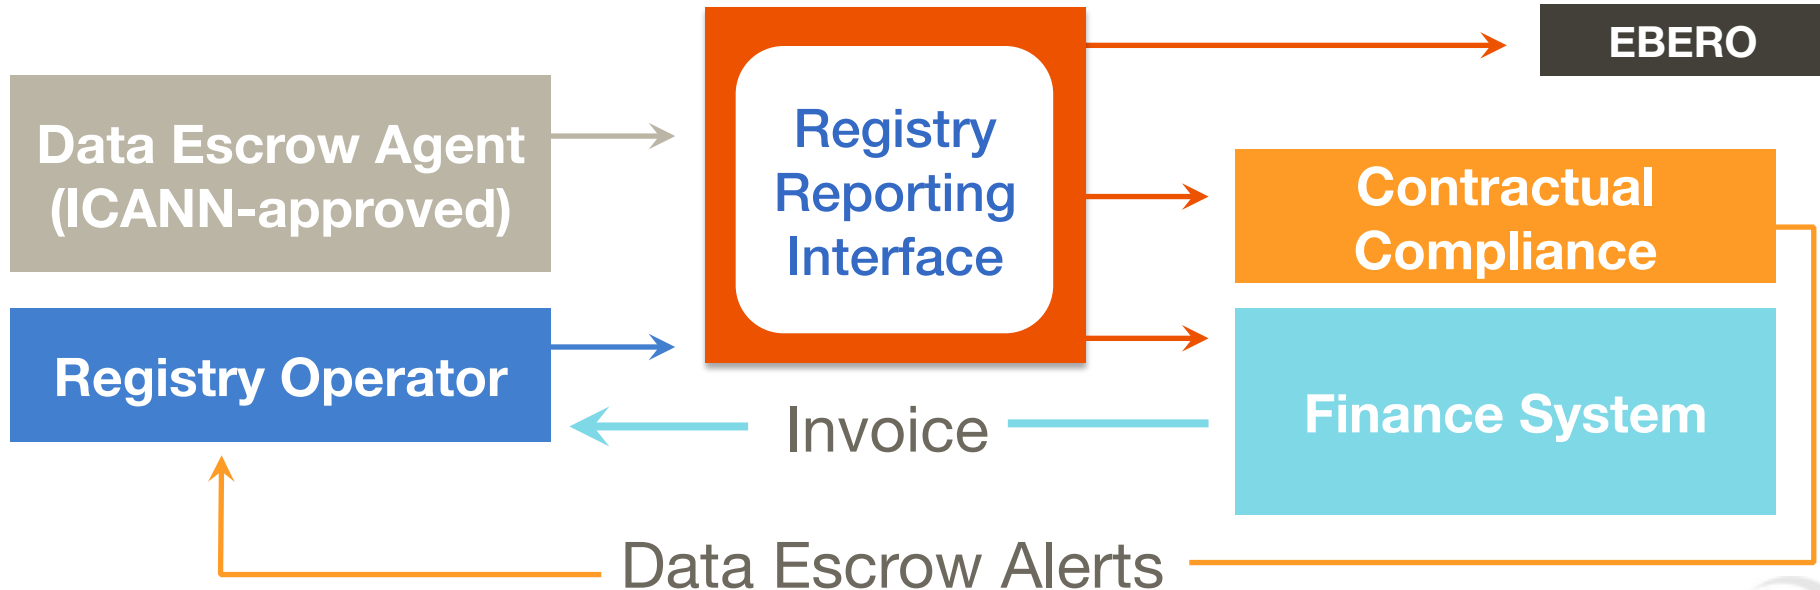 EBERO
Data Escrow Agent
(ICANN-approved)
Registry
Reporting
Interface
Contractual
Compliance
Registry Operator
Finance System
Invoice
Data Escrow Alerts